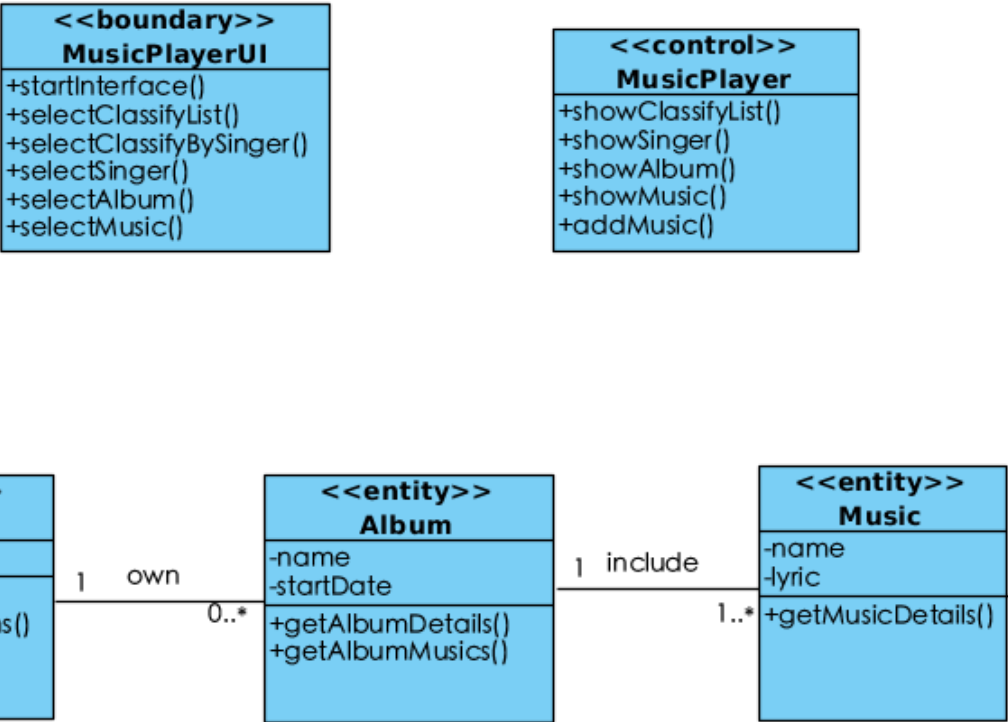 <<boundary>>
MusicPlayerUI
+startInterface()
+selectClassifyList()
+selectClassifyBySinger()
+selectSinger()
+selectAlbum()
+selectMusic()
<<control>>
MusicPlayer
+showClassifyList()
+showSinger()
+showAlbum()
+showMusic()
+addMusic()
s()
1 own
0..*
<<entity>>
Album
-name
-startDate
+getAlbumDetails()
+getAlbumMusics()
1 include
1..*
<<entity>>
Music
-name
-lyric
+getMusicDetails()